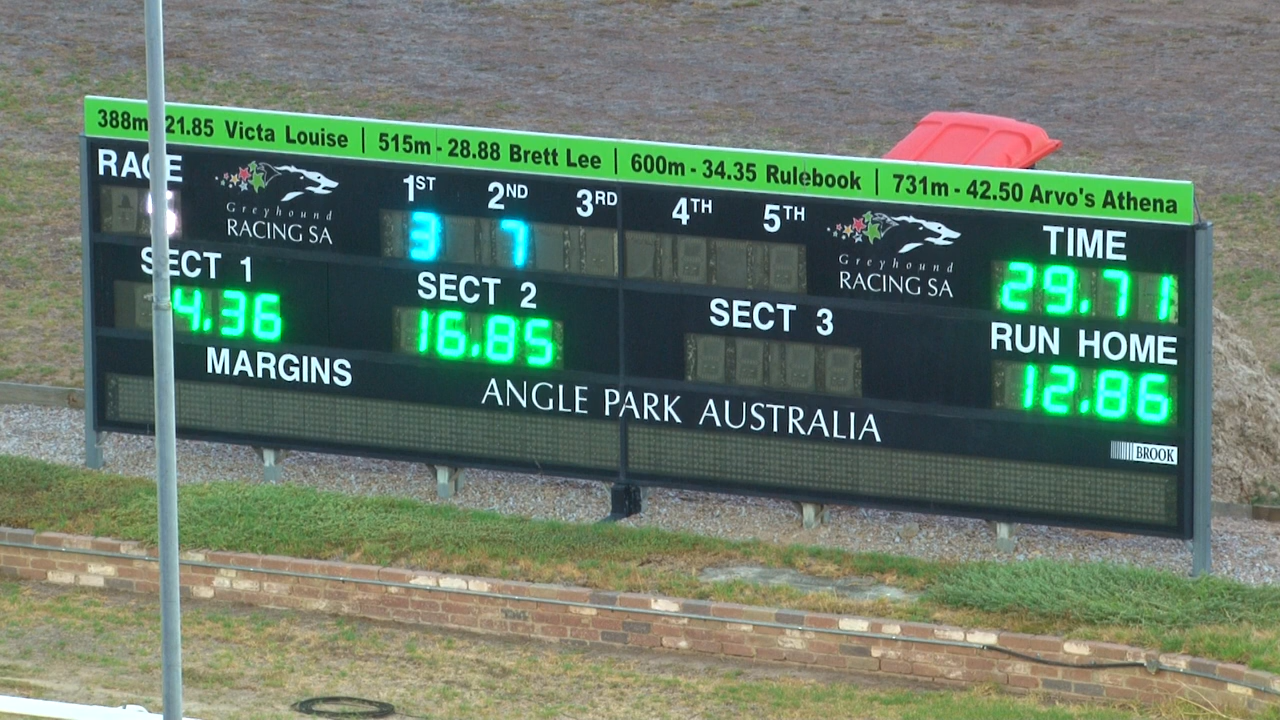 388m 21.85 Victa Louise | 515m - 28.88 Brett Lee | 600m - 34.35 Rulebook | 731m - 42.50 Arvo's Athena
RACE
Greyhound
RACING SA
1ST 2ND 3RD 4TH 5TH
3 7
Greyhound
RACING SA
TIME
29.71
SECT 1
4.36
SECT 2
16.85
SECT 3
RUN HOME
12.86
MARGINS
ANGLE PARK AUSTRALIA
BROOK